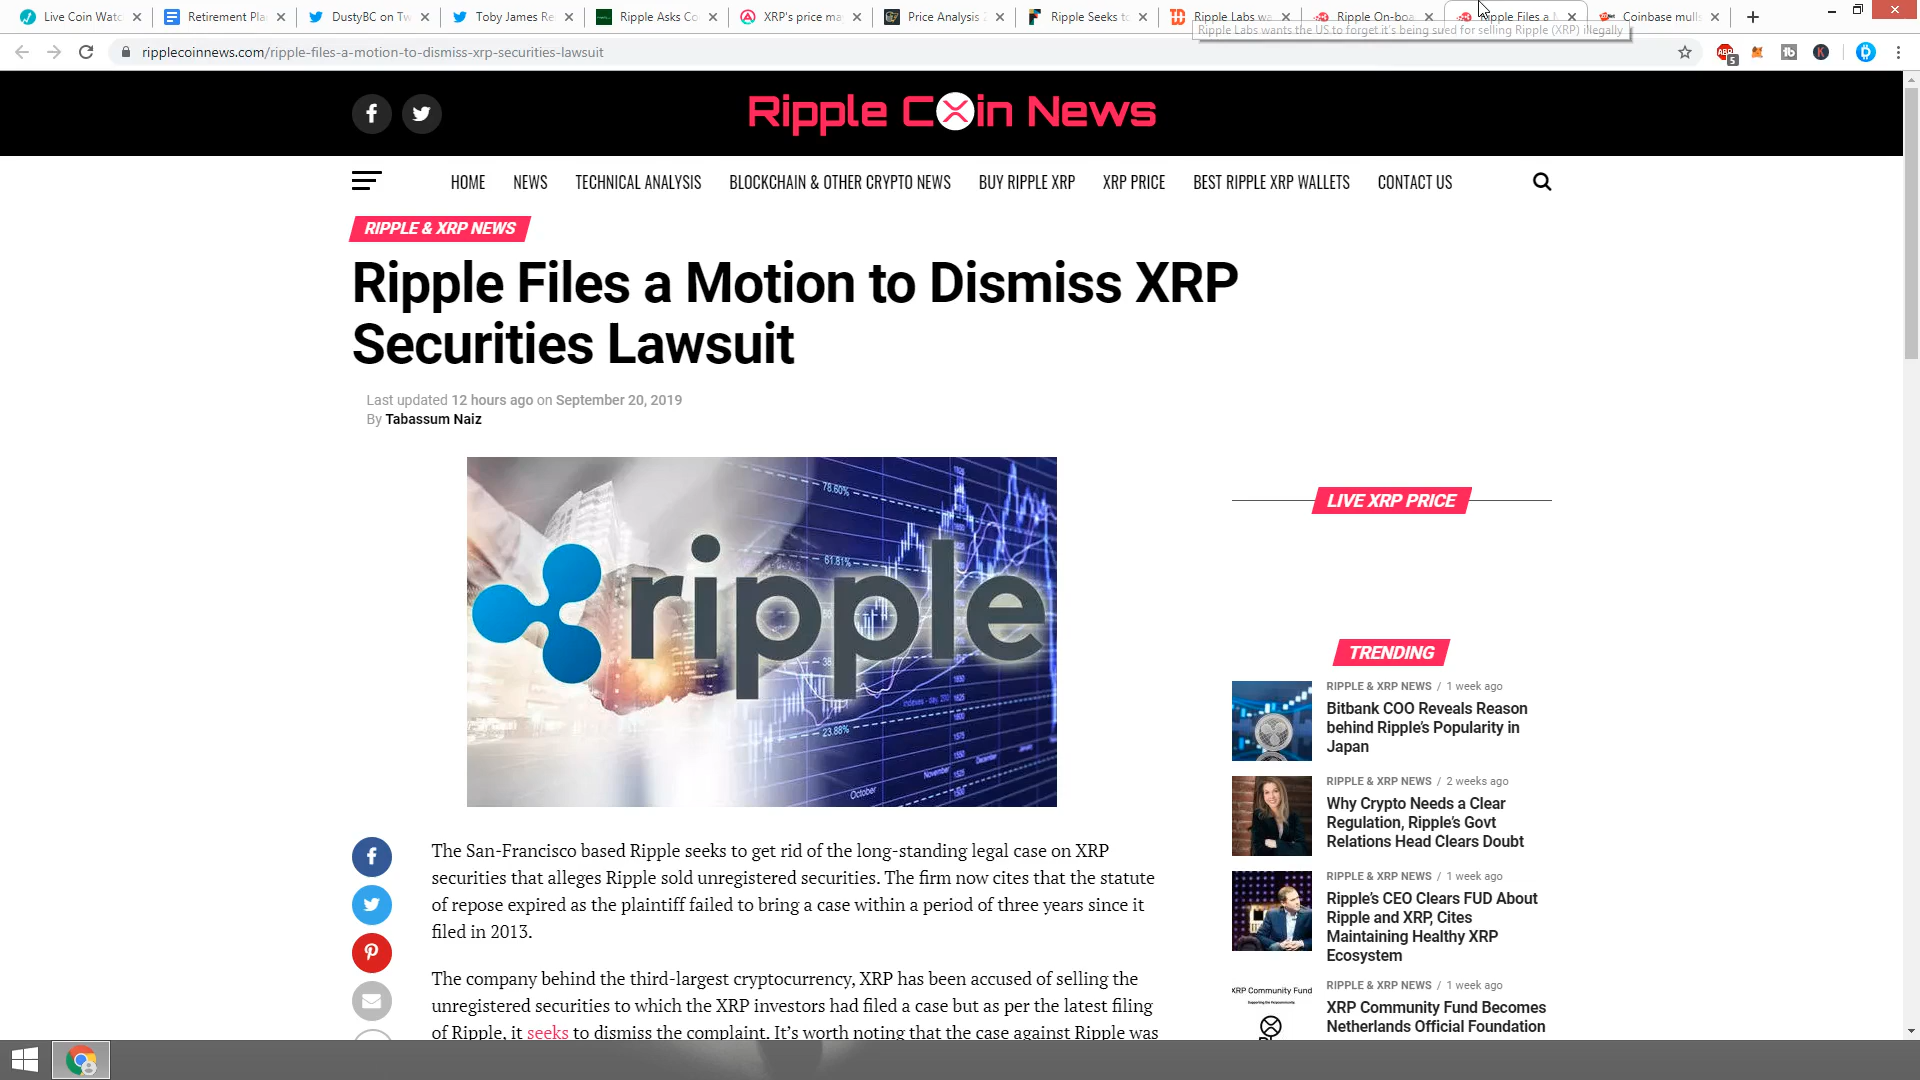 Live Coin Watc
Retirement Pla
DustyBC on Tw
Toby James Re
Ripple Asks Co
XRP's price ma
Price Analysis
Ripple Seeks to
Ripple Labs wa
Ripple On-boa
Ripple Files a
Coinbase mulls
Ripple Labs wants the US to forget it's being sued for selling Ripple (XRP) illegally
ripplecoinnews.com/ripple-files-a-motion-to-dismiss-xrp-securities-lawsuit
ABP
5
Ripple Coin News
HOME NEWS TECHNICAL ANALYSIS BLOCKCHAIN & OTHER CRYPTO NEWS BUY RIPPLE XRP XRP PRICE BEST RIPPLE XRP WALLETS CONTACT US
RIPPLE & XRP NEWS
Ripple Files a Motion to Dismiss XRP
Securities Lawsuit
Last updated 12 hours ago on September 20, 2019
By Tabassum Naiz
78.60%
61.81%
ripple
23.88%
October
November
December
LIVE XRP PRICE
TRENDING
RIPPLE & XRP NEWS / 1 week ago
Bitbank COO Reveals Reason
behind Ripple's Popularity in
Japan
RIPPLE & XRP NEWS / 2 weeks ago
Why Crypto Needs a Clear
Regulation, Ripple's Govt
Relations Head Clears Doubt
RIPPLE & XRP NEWS / 1 week ago
Ripple's CEO Clears FUD About
Ripple and XRP, Cites
Maintaining Healthy XRP
Ecosystem
XRP Community Fund
RIPPLE & XRP NEWS / 1 week ago
XRP Community Fund Becomes
Netherlands Official Foundation
The San-Francisco based Ripple seeks to get rid of the long-standing legal case on XRP
securities that alleges Ripple sold unregistered securities. The firm now cites that the statute
of repose expired as the plaintiff failed to bring a case within a period of three years since it
filed in 2013.
The company behind the third-largest cryptocurrency, XRP has been accused of selling the
unregistered securities to which the XRP investors had filed a case but as per the latest filing
of Ripple, it seeks to dismiss the complaint. It's worth noting that the case against Ripple was